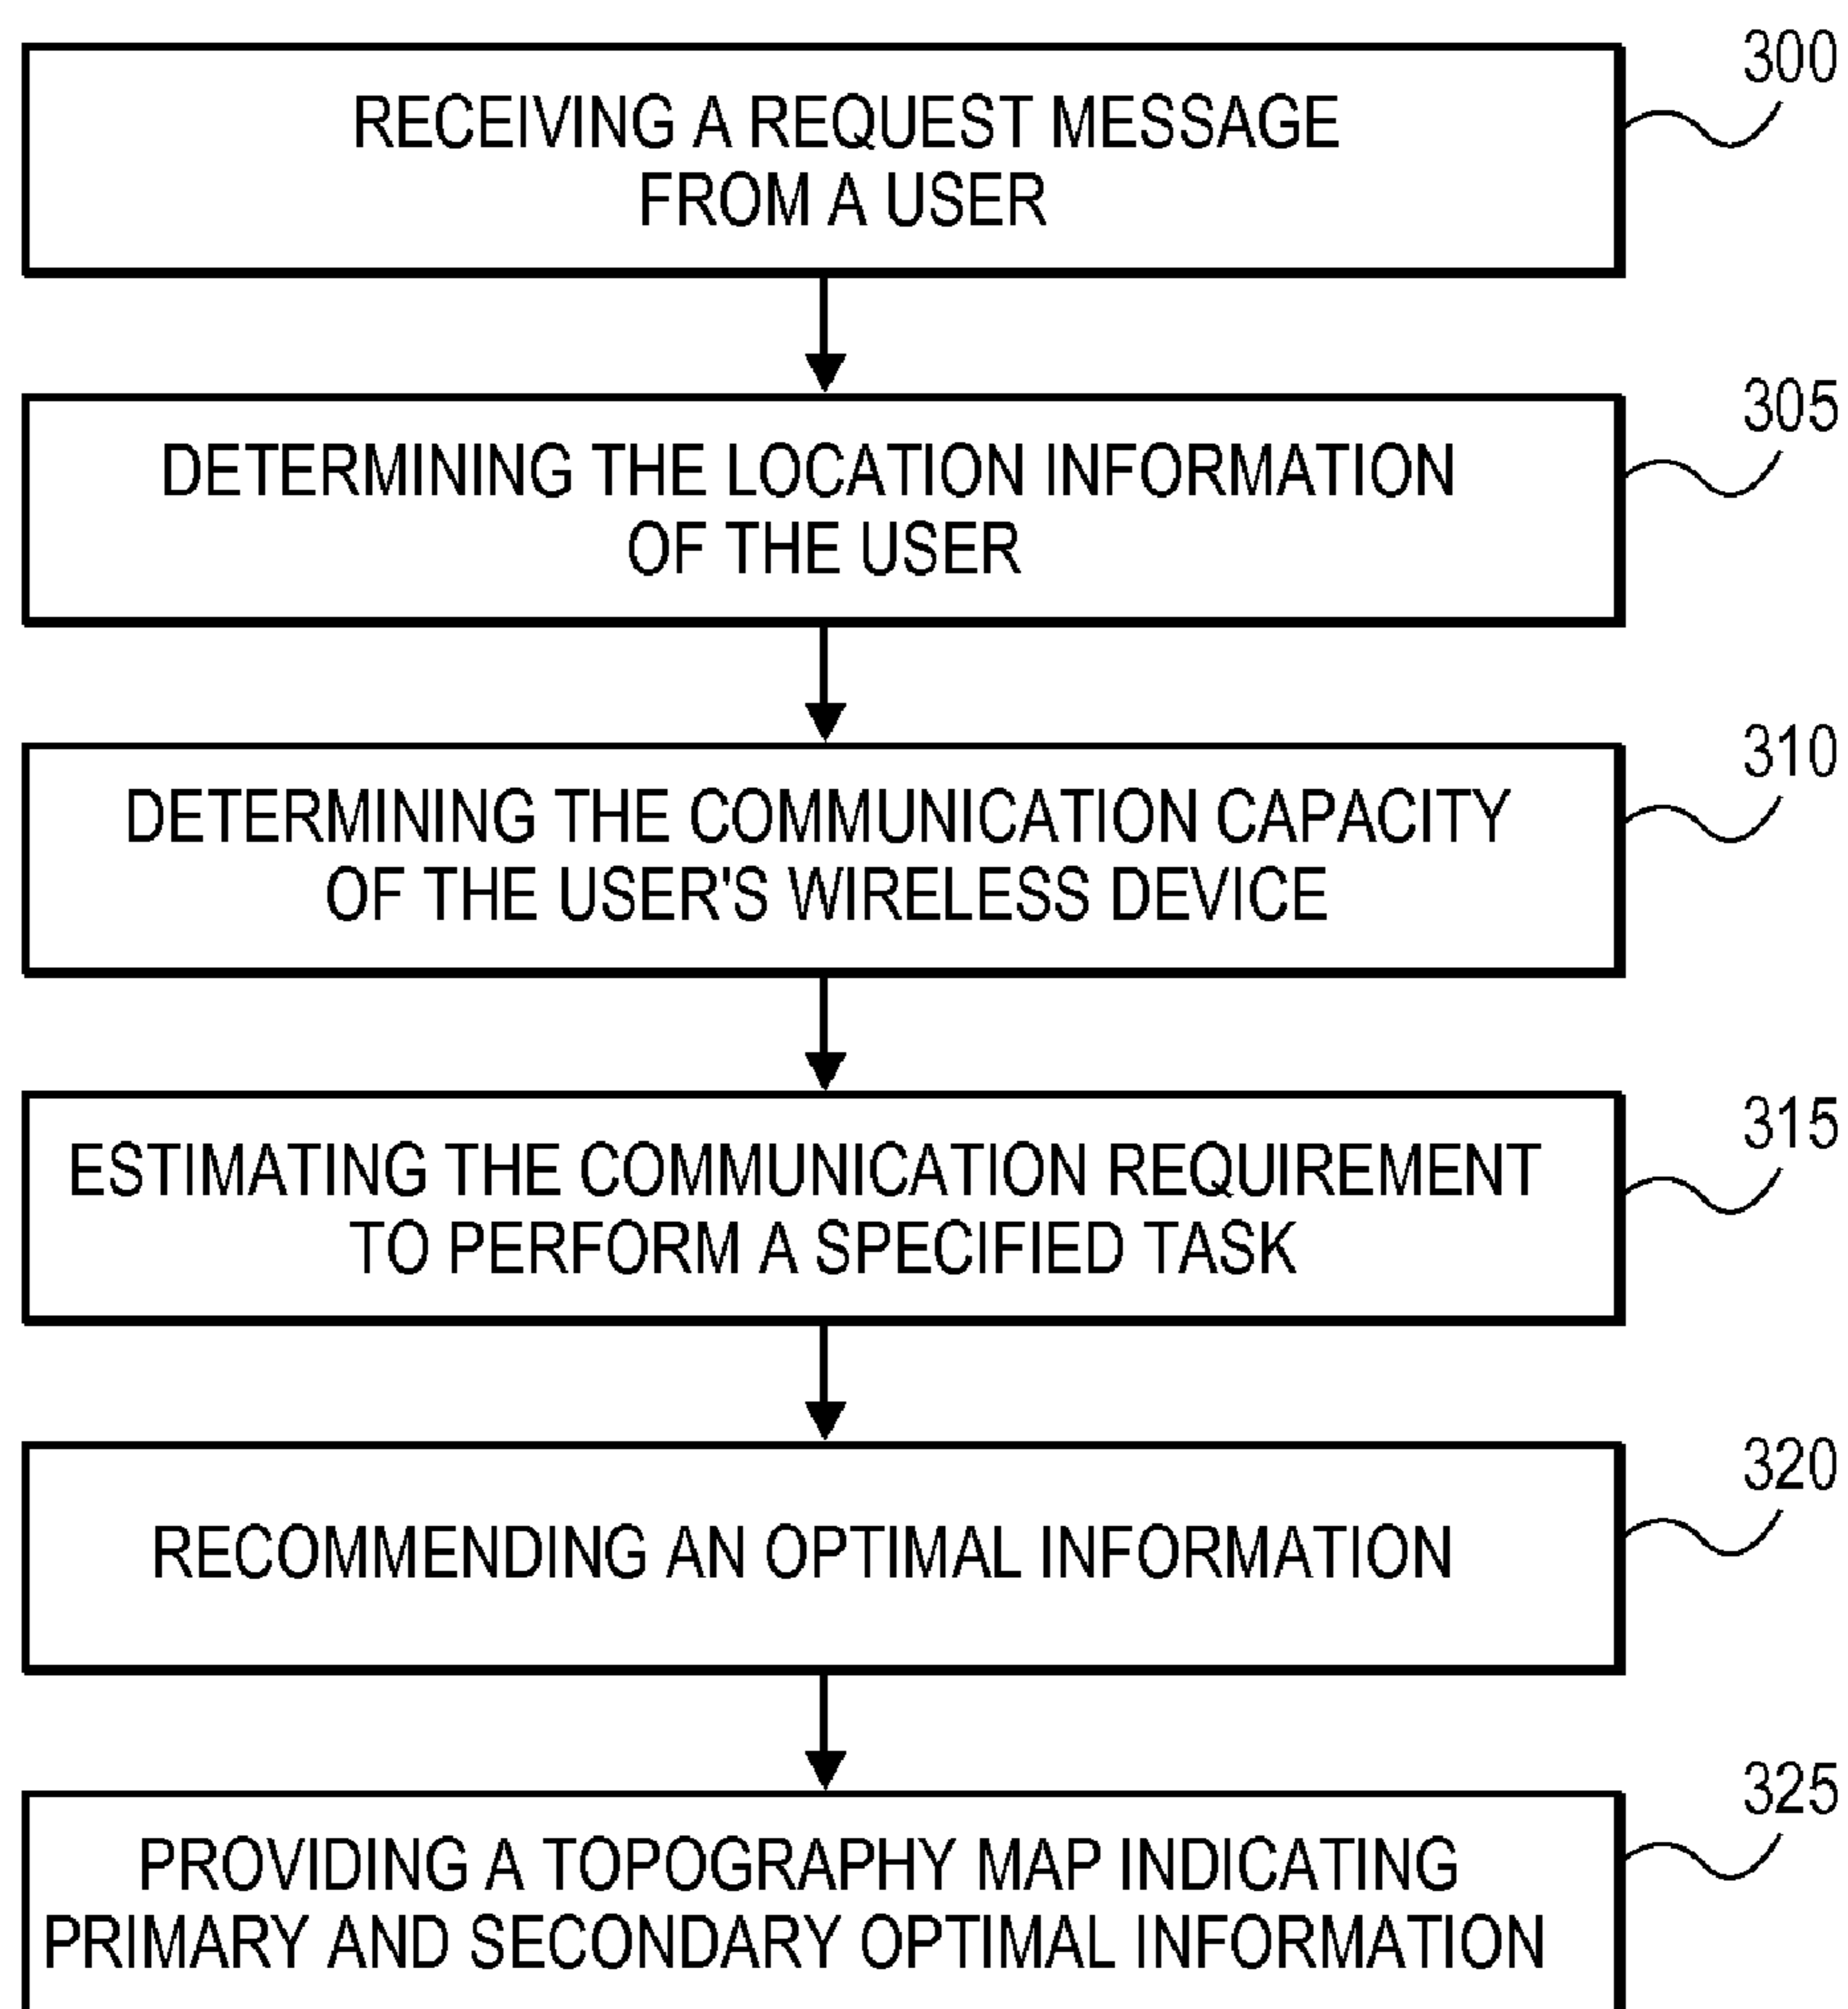 300
RECEIVING A REQUEST MESSAGE
FROM A USER
305
DETERMINING THE LOCATION INFORMATION
OF THE USER
310
DETERMINING THE COMMUNICATION CAPACITY
OF THE USER'S WIRELESS DEVICE
315
ESTIMATING THE COMMUNICATION REQUIREMENT
TO PERFORM A SPECIFIED TASK
320
RECOMMENDING AN OPTIMAL INFORMATION
325
PROVIDING A TOPOGRAPHY MAP INDICATING
PRIMARY AND SECONDARY OPTIMAL INFORMATION